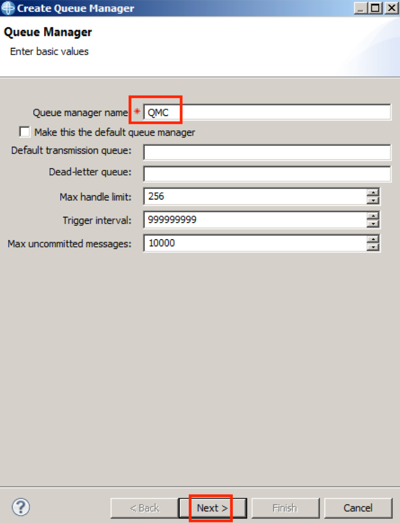 Create Queue Manager
Queue Manager
Enter basic values
Queue manager name * QMC
Make this the default queue manager
Default transmission queue:
Dead-letter queue:
Max handle limit: 256
Trigger interval: 999999999
Max uncommitted messages: 10000
? < Back Next > Finish Cancel